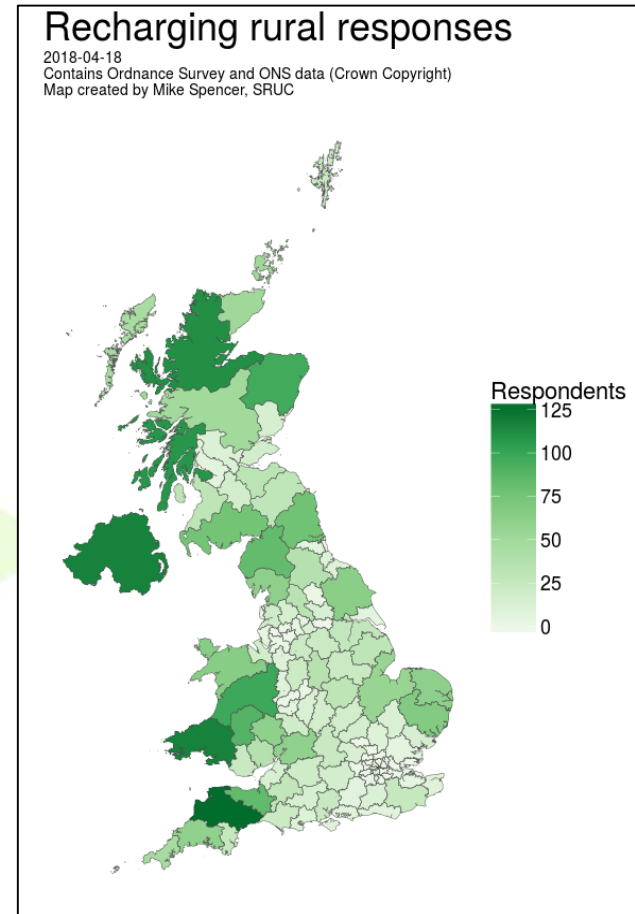 Recharging rural responses
2018-04-18
Contains Ordnance Survey and ONS data (Crown Copyright)
Map created by Mike Spencer, SRUC
Respondents
125
100
75
50
25
0